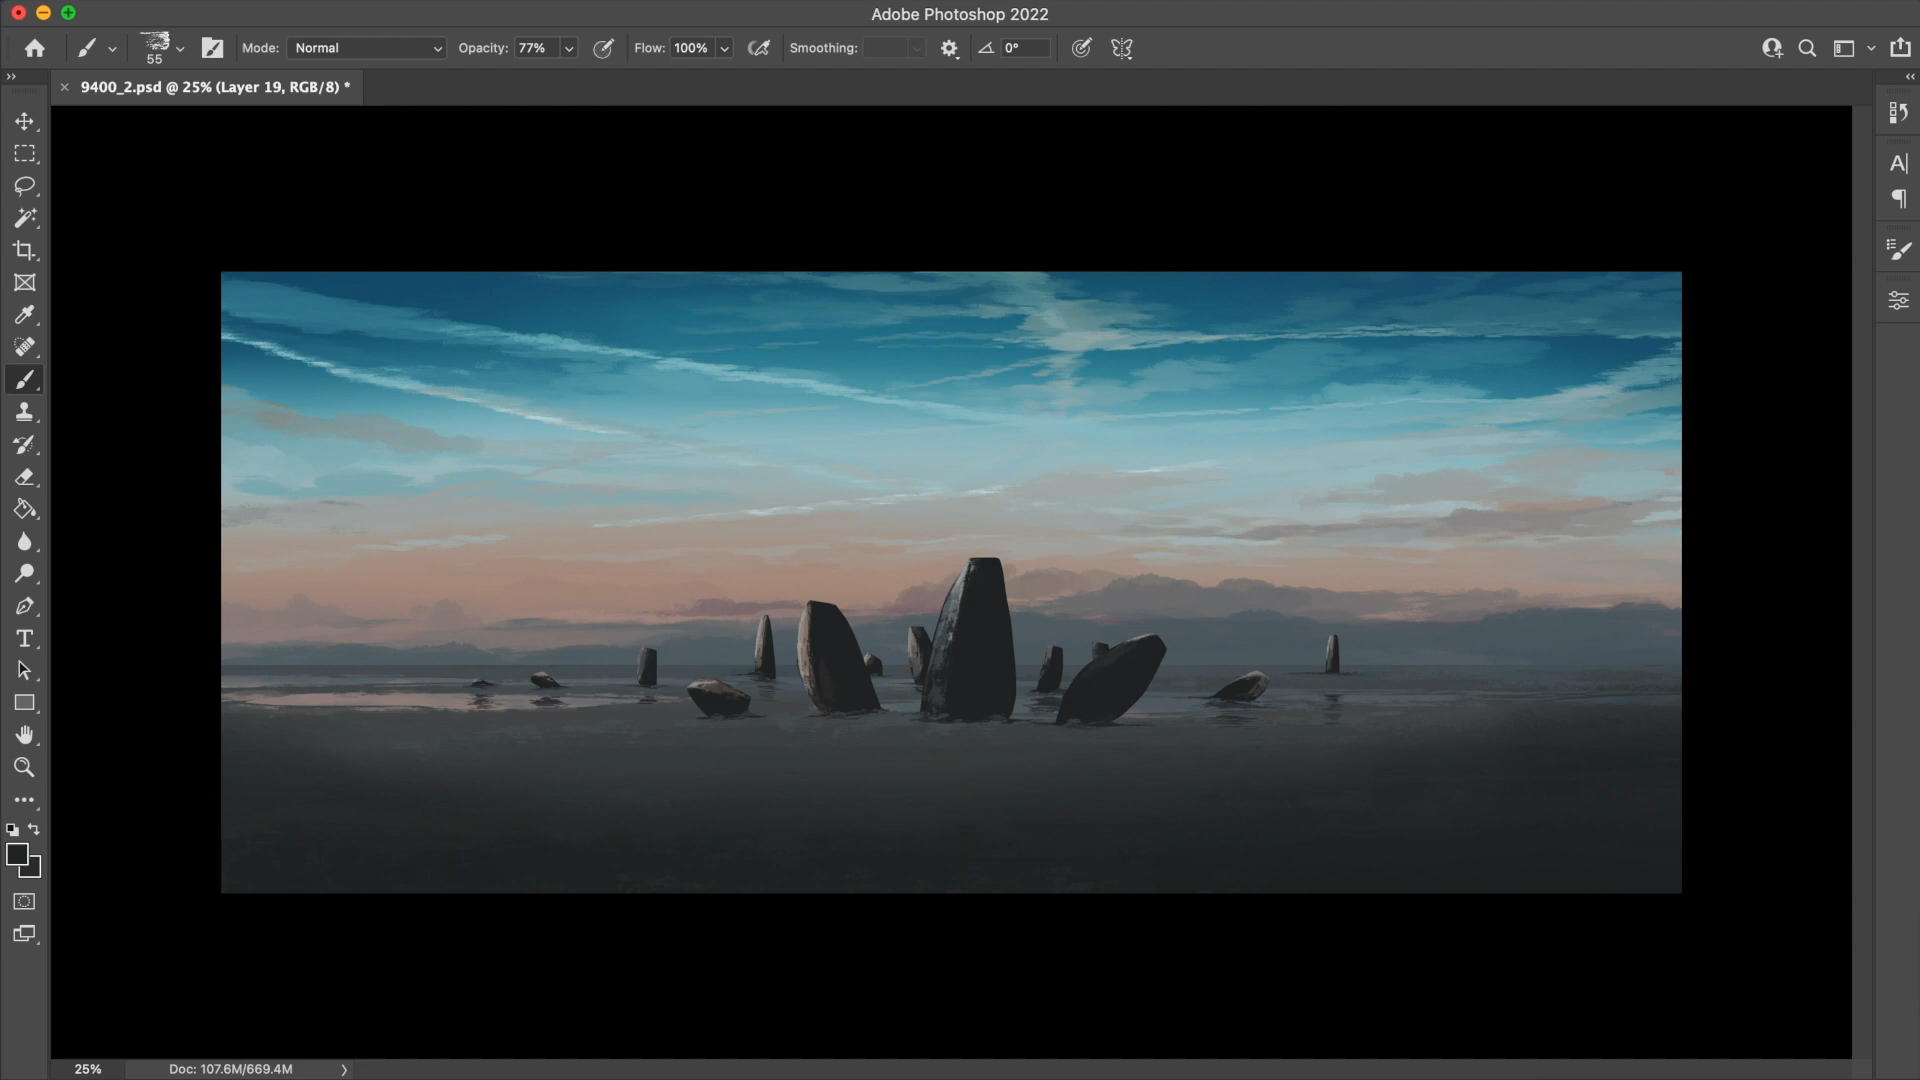 Adobe Photoshop 2022
55
Mode: Normal
Opacity: 77%
Flow: 100%
Smoothing:
0°
9400_2.psd @ 25% (Layer 19, RGB/8) *
25%
Doc: 107.6M/669.4M